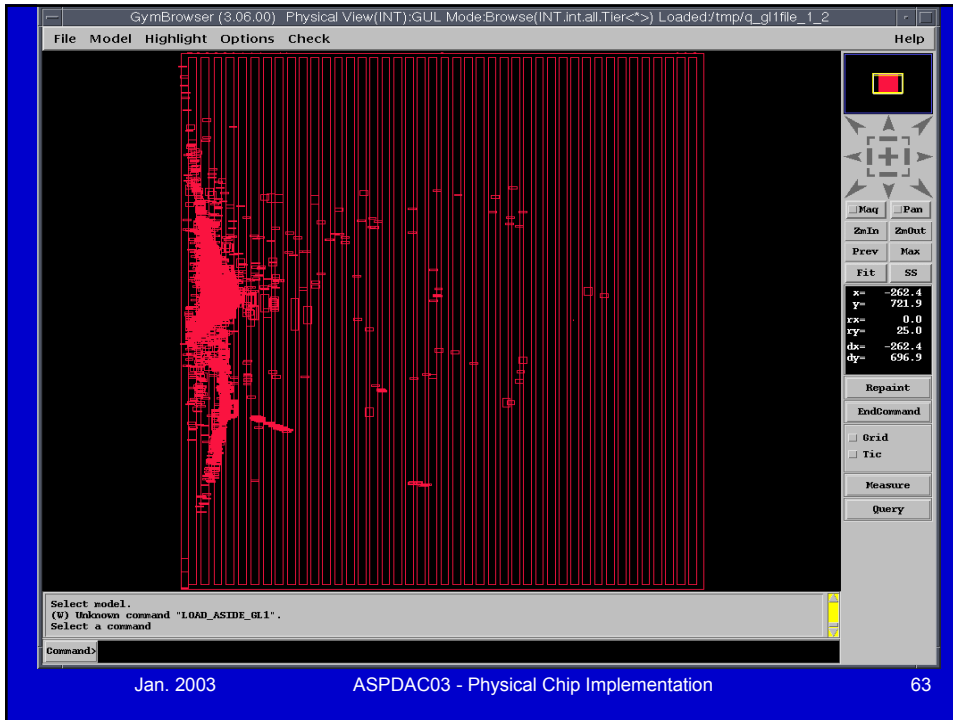 GymBrowser (3.06.00) Physical View(INT):GUL Mode:Browse(INT.int.all.Tier<*>) Loaded:/tmp/q_gl1file_1_2
File Model Highlight Options Check Help
Maq Pan
ZmIn ZmOut
Prev Max
Fit SS
x= -262.4
y= 721.9
rx= 0.0
ry= 25.0
dx= -262.4
dy= 696.9
Repaint
EndCommand
Grid
Tic
Measure
Query
Select model.
(W) Unknown command "LOAD_ASIDE_GL1".
Select a command
Command>
Jan. 2003 ASPDAC03 - Physical Chip Implementation 63